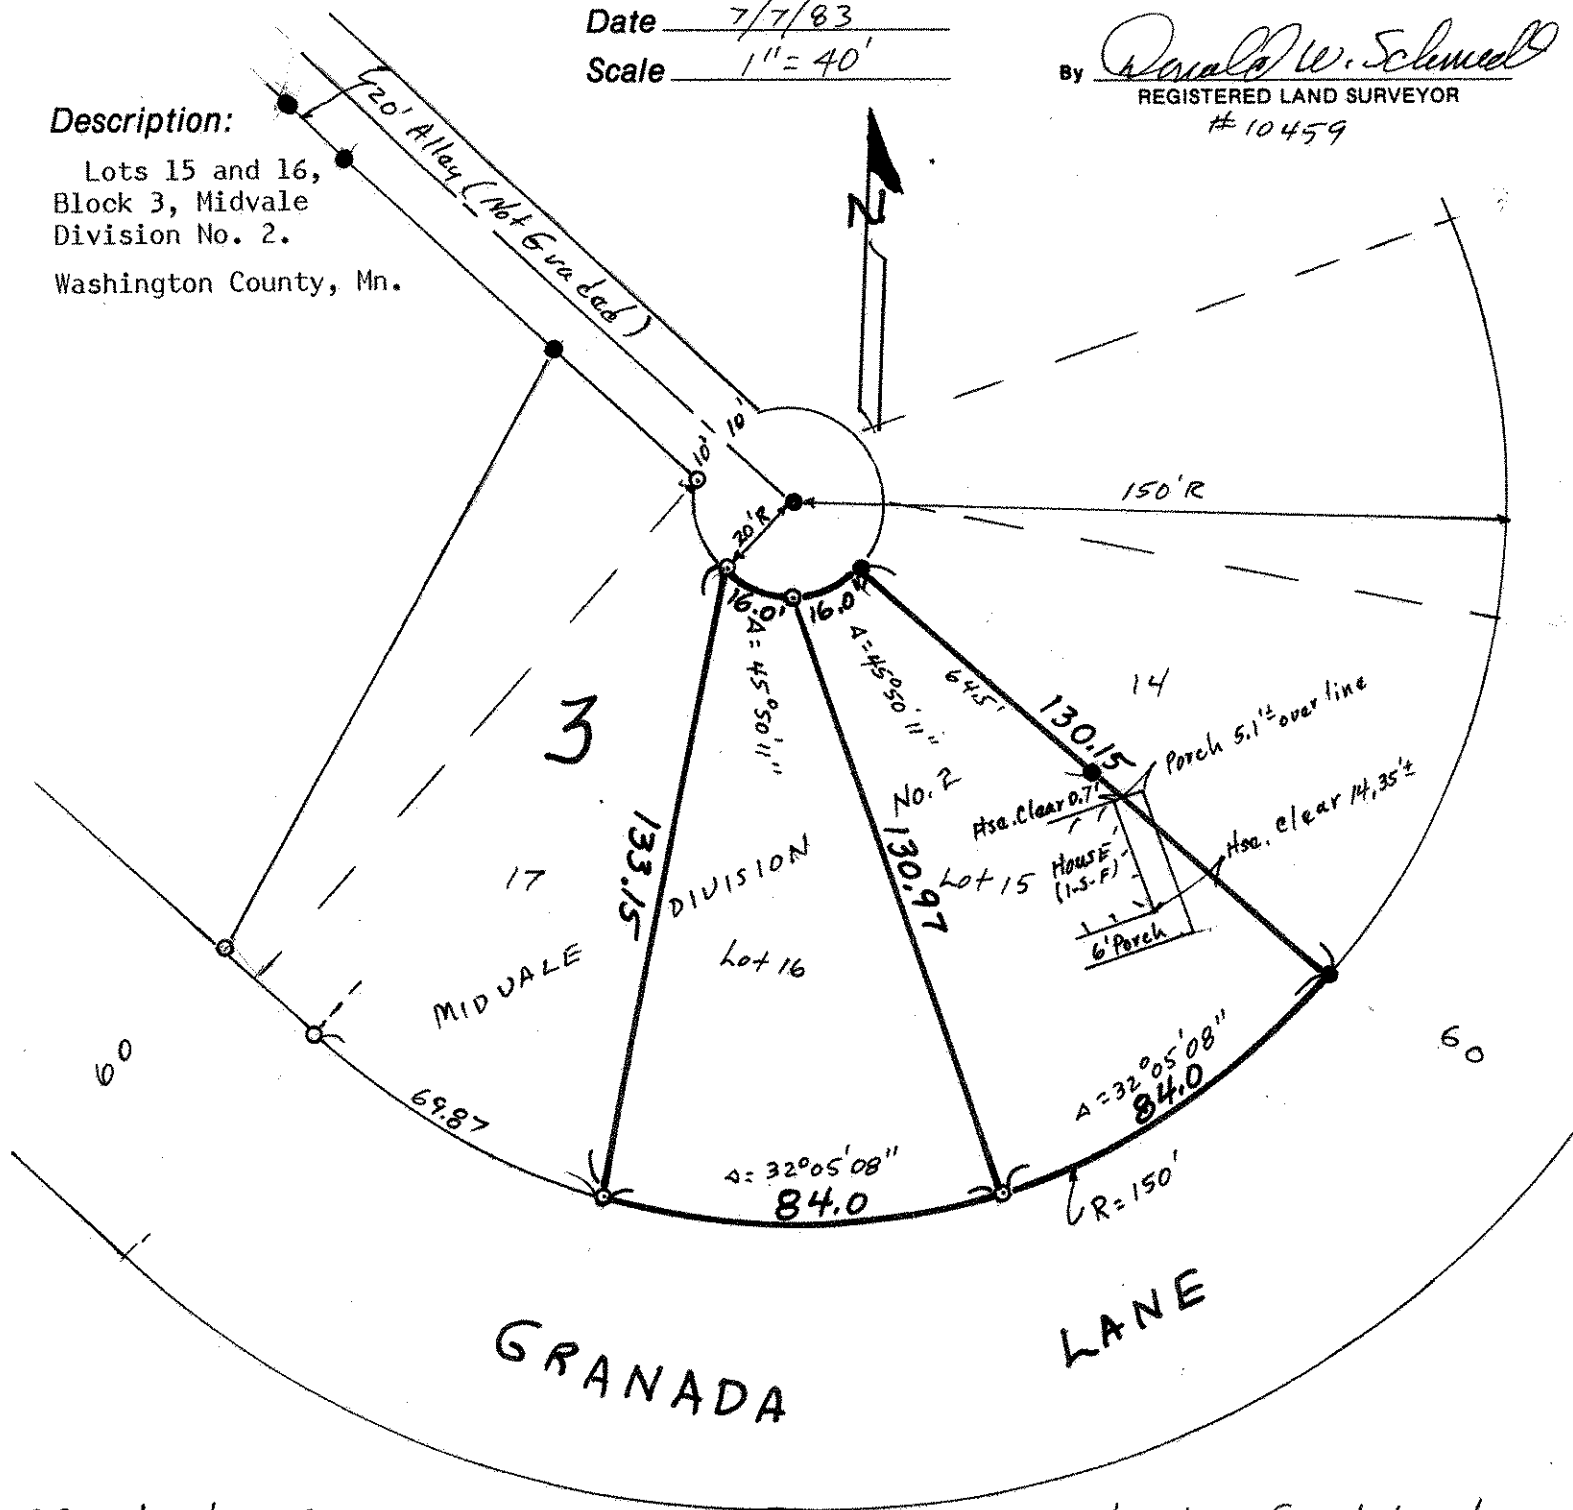 Date 7/7/83
Scale 1"= 40'
By Donald W. Schmidt
REGISTERED LAND SURVEYOR
# 10459
Description:
Lots 15 and 16,
Block 3, Midvale
Division No. 2.
Washington County, Mn.
20' Alley (Not Graded)
N
10'
10'
150'R
20'R
16.0'
16.0'
Δ=45°50'11"
Δ=45°50'11"
64.5'
130.15
14
Porch 5.1'± over line
3
No. 2
Hse. Clear 0.7'
Hse. Clear 14.35'±
133.15
130.97
HOUSE
(1-S-F)
17
DIVISION
Lot 15
6' Porch
MIDVALE
Lot 16
60
60
69.87
Δ=32°05'08"
84.0
Δ=32°05'08"
84.0
R=150'
GRANADA
LANE